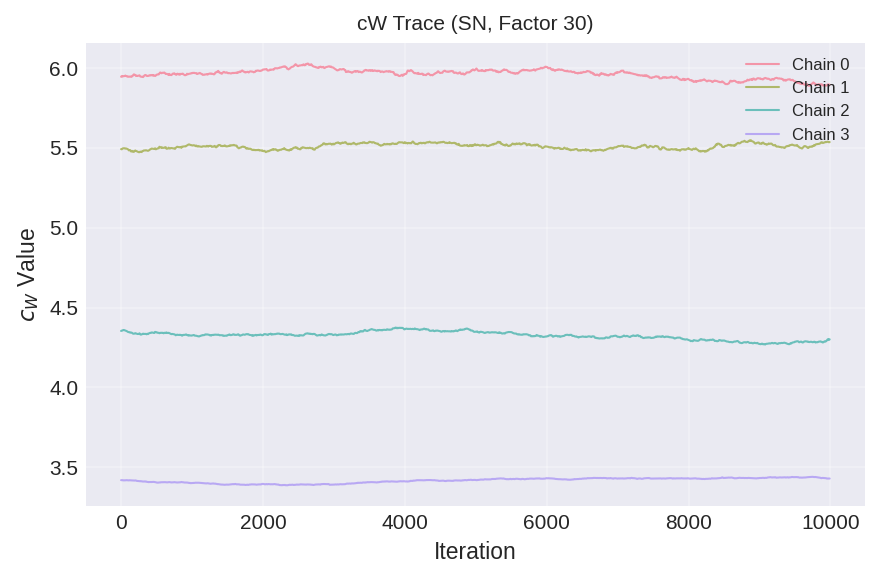 cW Trace (SN, Factor 30)
Chain 0
Chain 1
Chain 2
Chain 3
6.0
5.5
5.0
4.5
4.0
3.5
c_W Value
0
2000
4000
6000
8000
10000
Iteration